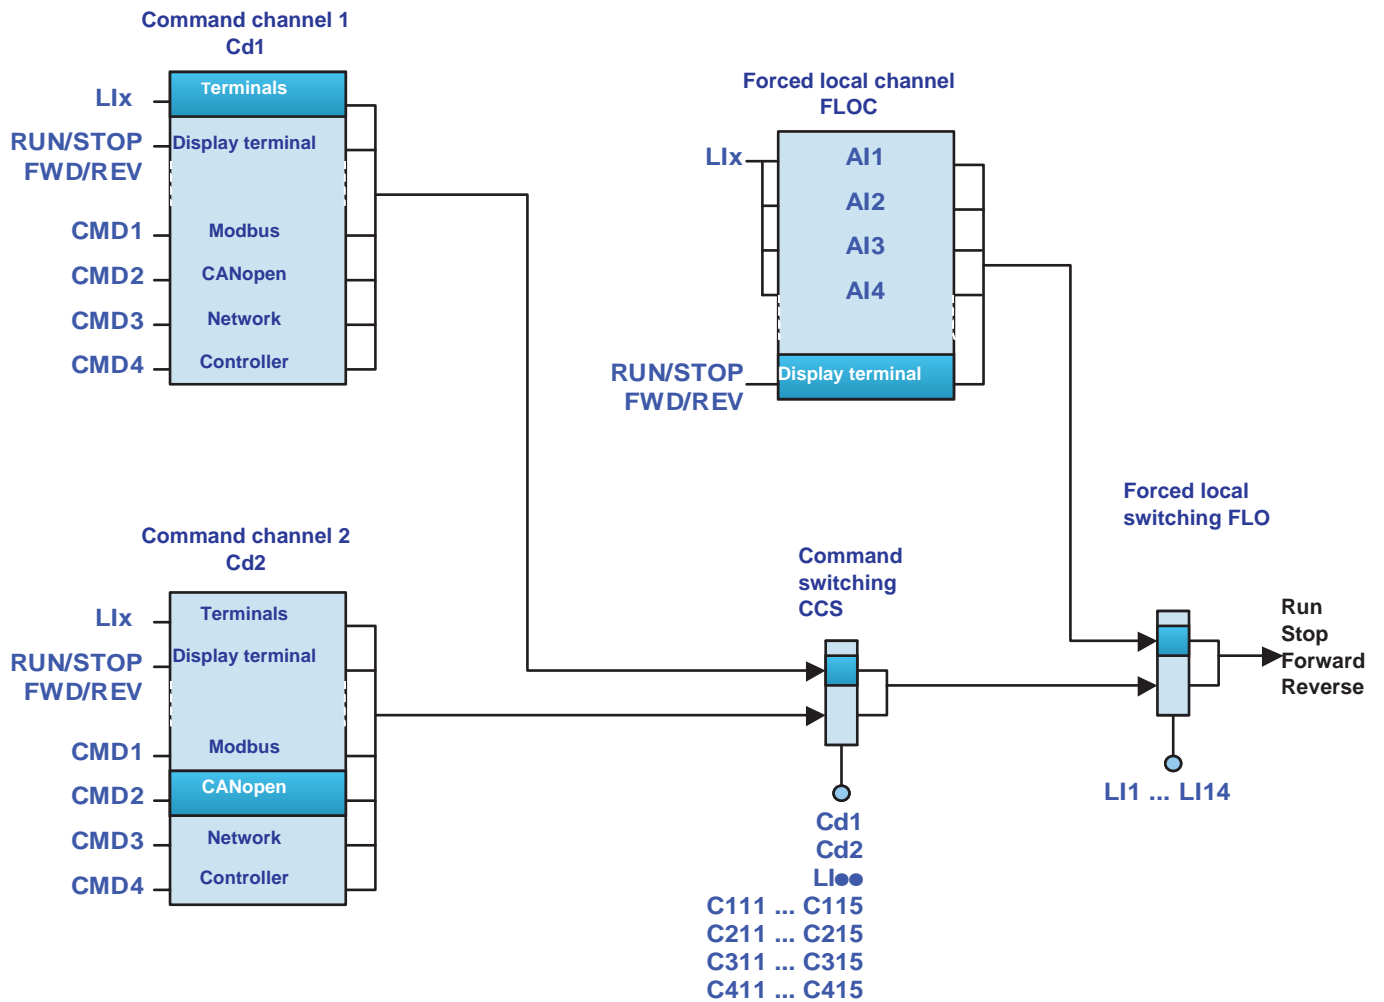 Command channel 1
Cd1
LIx
Terminals
RUN/STOP
FWD/REV
Display terminal
CMD1
Modbus
CMD2
CANopen
CMD3
Network
CMD4
Controller
Forced local channel
FLOC
LIx
AI1
AI2
AI3
AI4
RUN/STOP
FWD/REV
Display terminal
Command channel 2
Cd2
LIx
Terminals
RUN/STOP
FWD/REV
Display terminal
CMD1
Modbus
CMD2
CANopen
CMD3
Network
CMD4
Controller
Command
switching
CCS
Cd1
Cd2
LI●●
C111 ... C115
C211 ... C215
C311 ... C315
C411 ... C415
Forced local
switching FLO
LI1 ... LI14
Run
Stop
Forward
Reverse